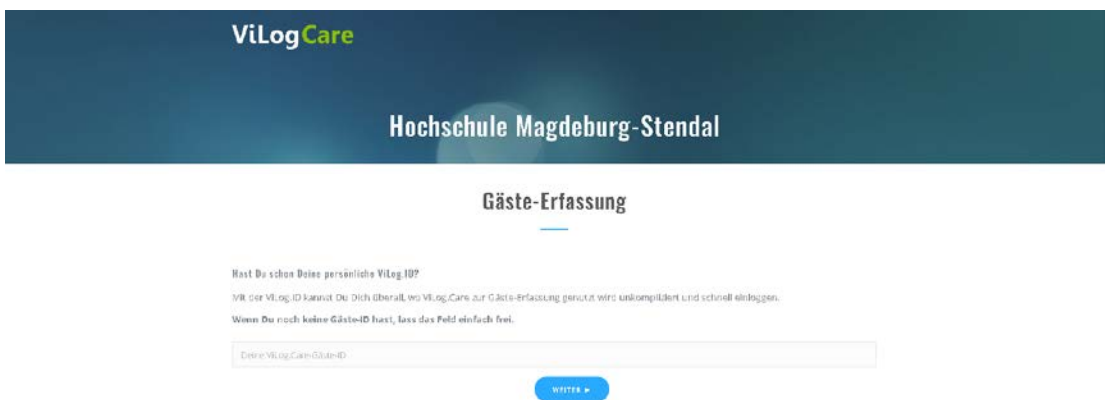 ViLogCare
Hochschule Magdeburg-Stendal
Gäste-Erfassung
Hast Du schon Deine persönliche ViLog.ID?
Mit der ViLog.ID kannst Du Dich überall, wo ViLog.Care zur Gäste-Erfassung genutzt wird unkompliziert und schnell einloggen.
Wenn Du noch keine Gäste-ID hast, lass das Feld einfach frei.
Deine ViLog.Care-Gäste-ID
WEITER ►